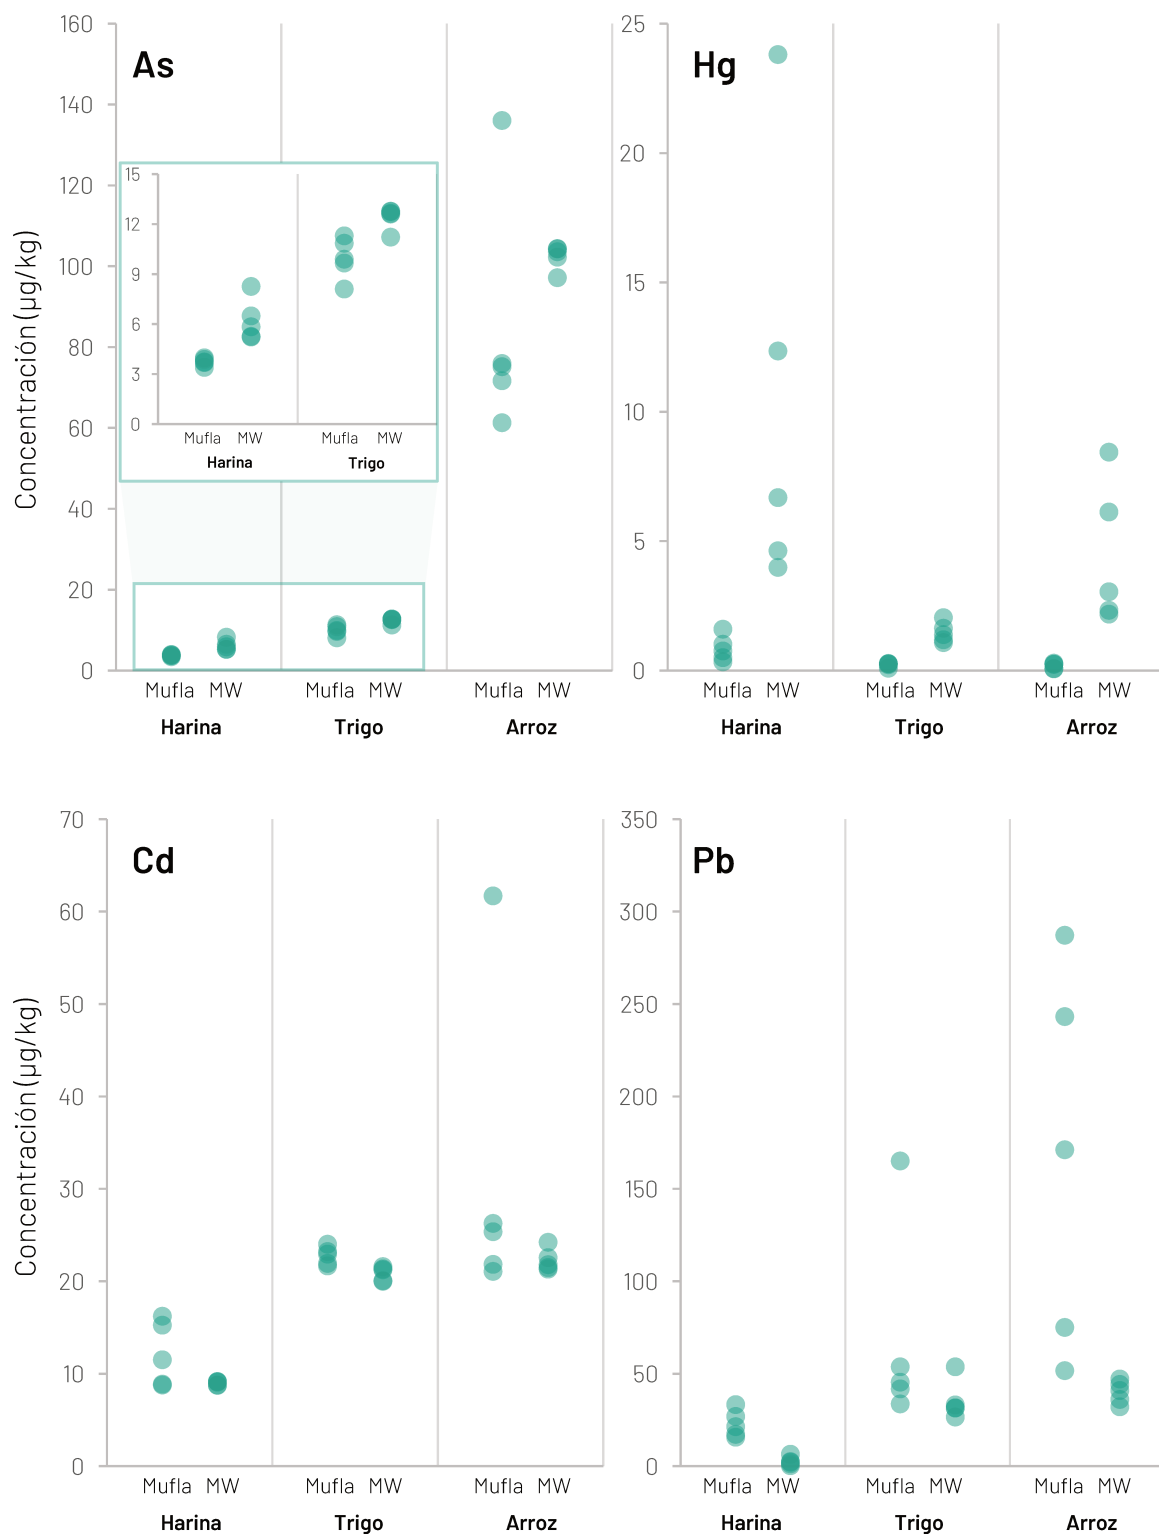 As
Concentración (µg/kg)
160
140
120
100
80
60
40
20
0
15
12
9
6
3
0
Mufla MW Mufla MW
Harina Trigo
Mufla MW Mufla MW Mufla MW
Harina Trigo Arroz
Hg
25
20
15
10
5
0
Mufla MW Mufla MW Mufla MW
Harina Trigo Arroz
Cd
Concentración (µg/kg)
70
60
50
40
30
20
10
0
Mufla MW Mufla MW Mufla MW
Harina Trigo Arroz
Pb
350
300
250
200
150
100
50
0
Mufla MW Mufla MW Mufla MW
Harina Trigo Arroz